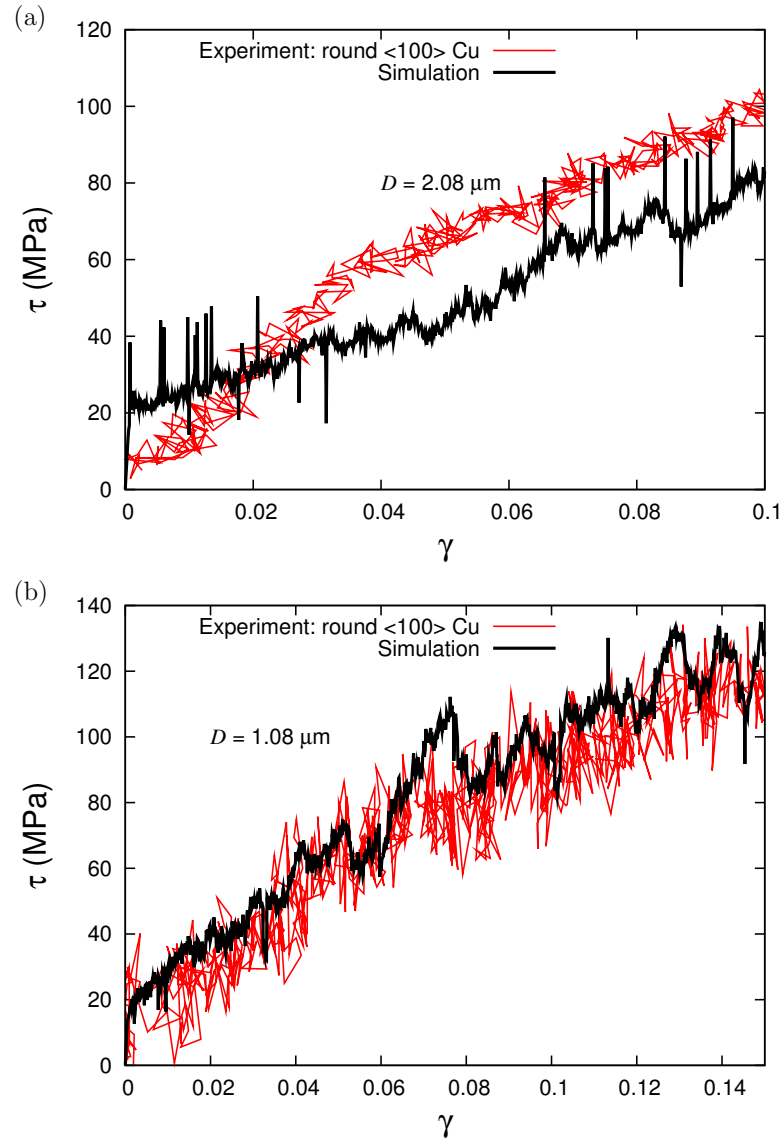 (a)
120
100
80
60
40
20
0
τ (MPa)
Experiment: round <100> Cu
Simulation
D = 2.08 μm
0 0.02 0.04 0.06 0.08 0.1
γ
(b)
140
120
100
80
60
40
20
0
τ (MPa)
Experiment: round <100> Cu
Simulation
D = 1.08 μm
0 0.02 0.04 0.06 0.08 0.1 0.12 0.14
γ